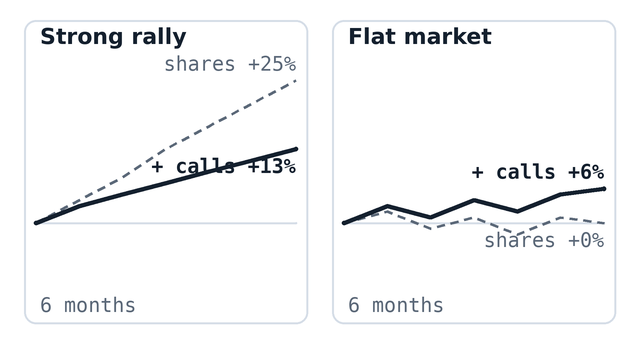 Strong rally
shares +25%
+ calls +13%
6 months
Flat market
+ calls +6%
shares +0%
6 months